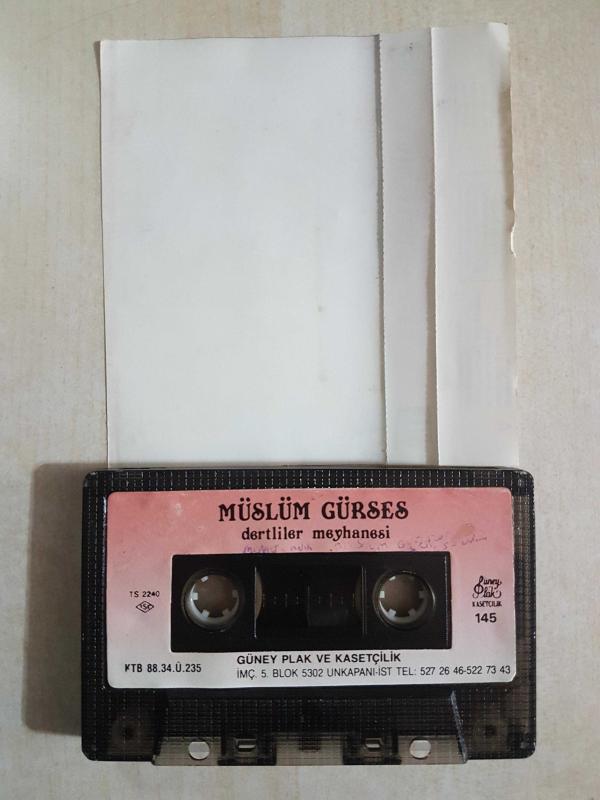 MÜSLÜM GÜRSES
dertliler meyhanesi
TS 2240
TSE
Güney
Plak
KASETÇİLİK
145
KTB 88.34.Ü.235
GÜNEY PLAK VE KASETÇİLİK
İMÇ. 5. BLOK 5302 UNKAPANI-İST TEL: 527 26 46-522 73 43